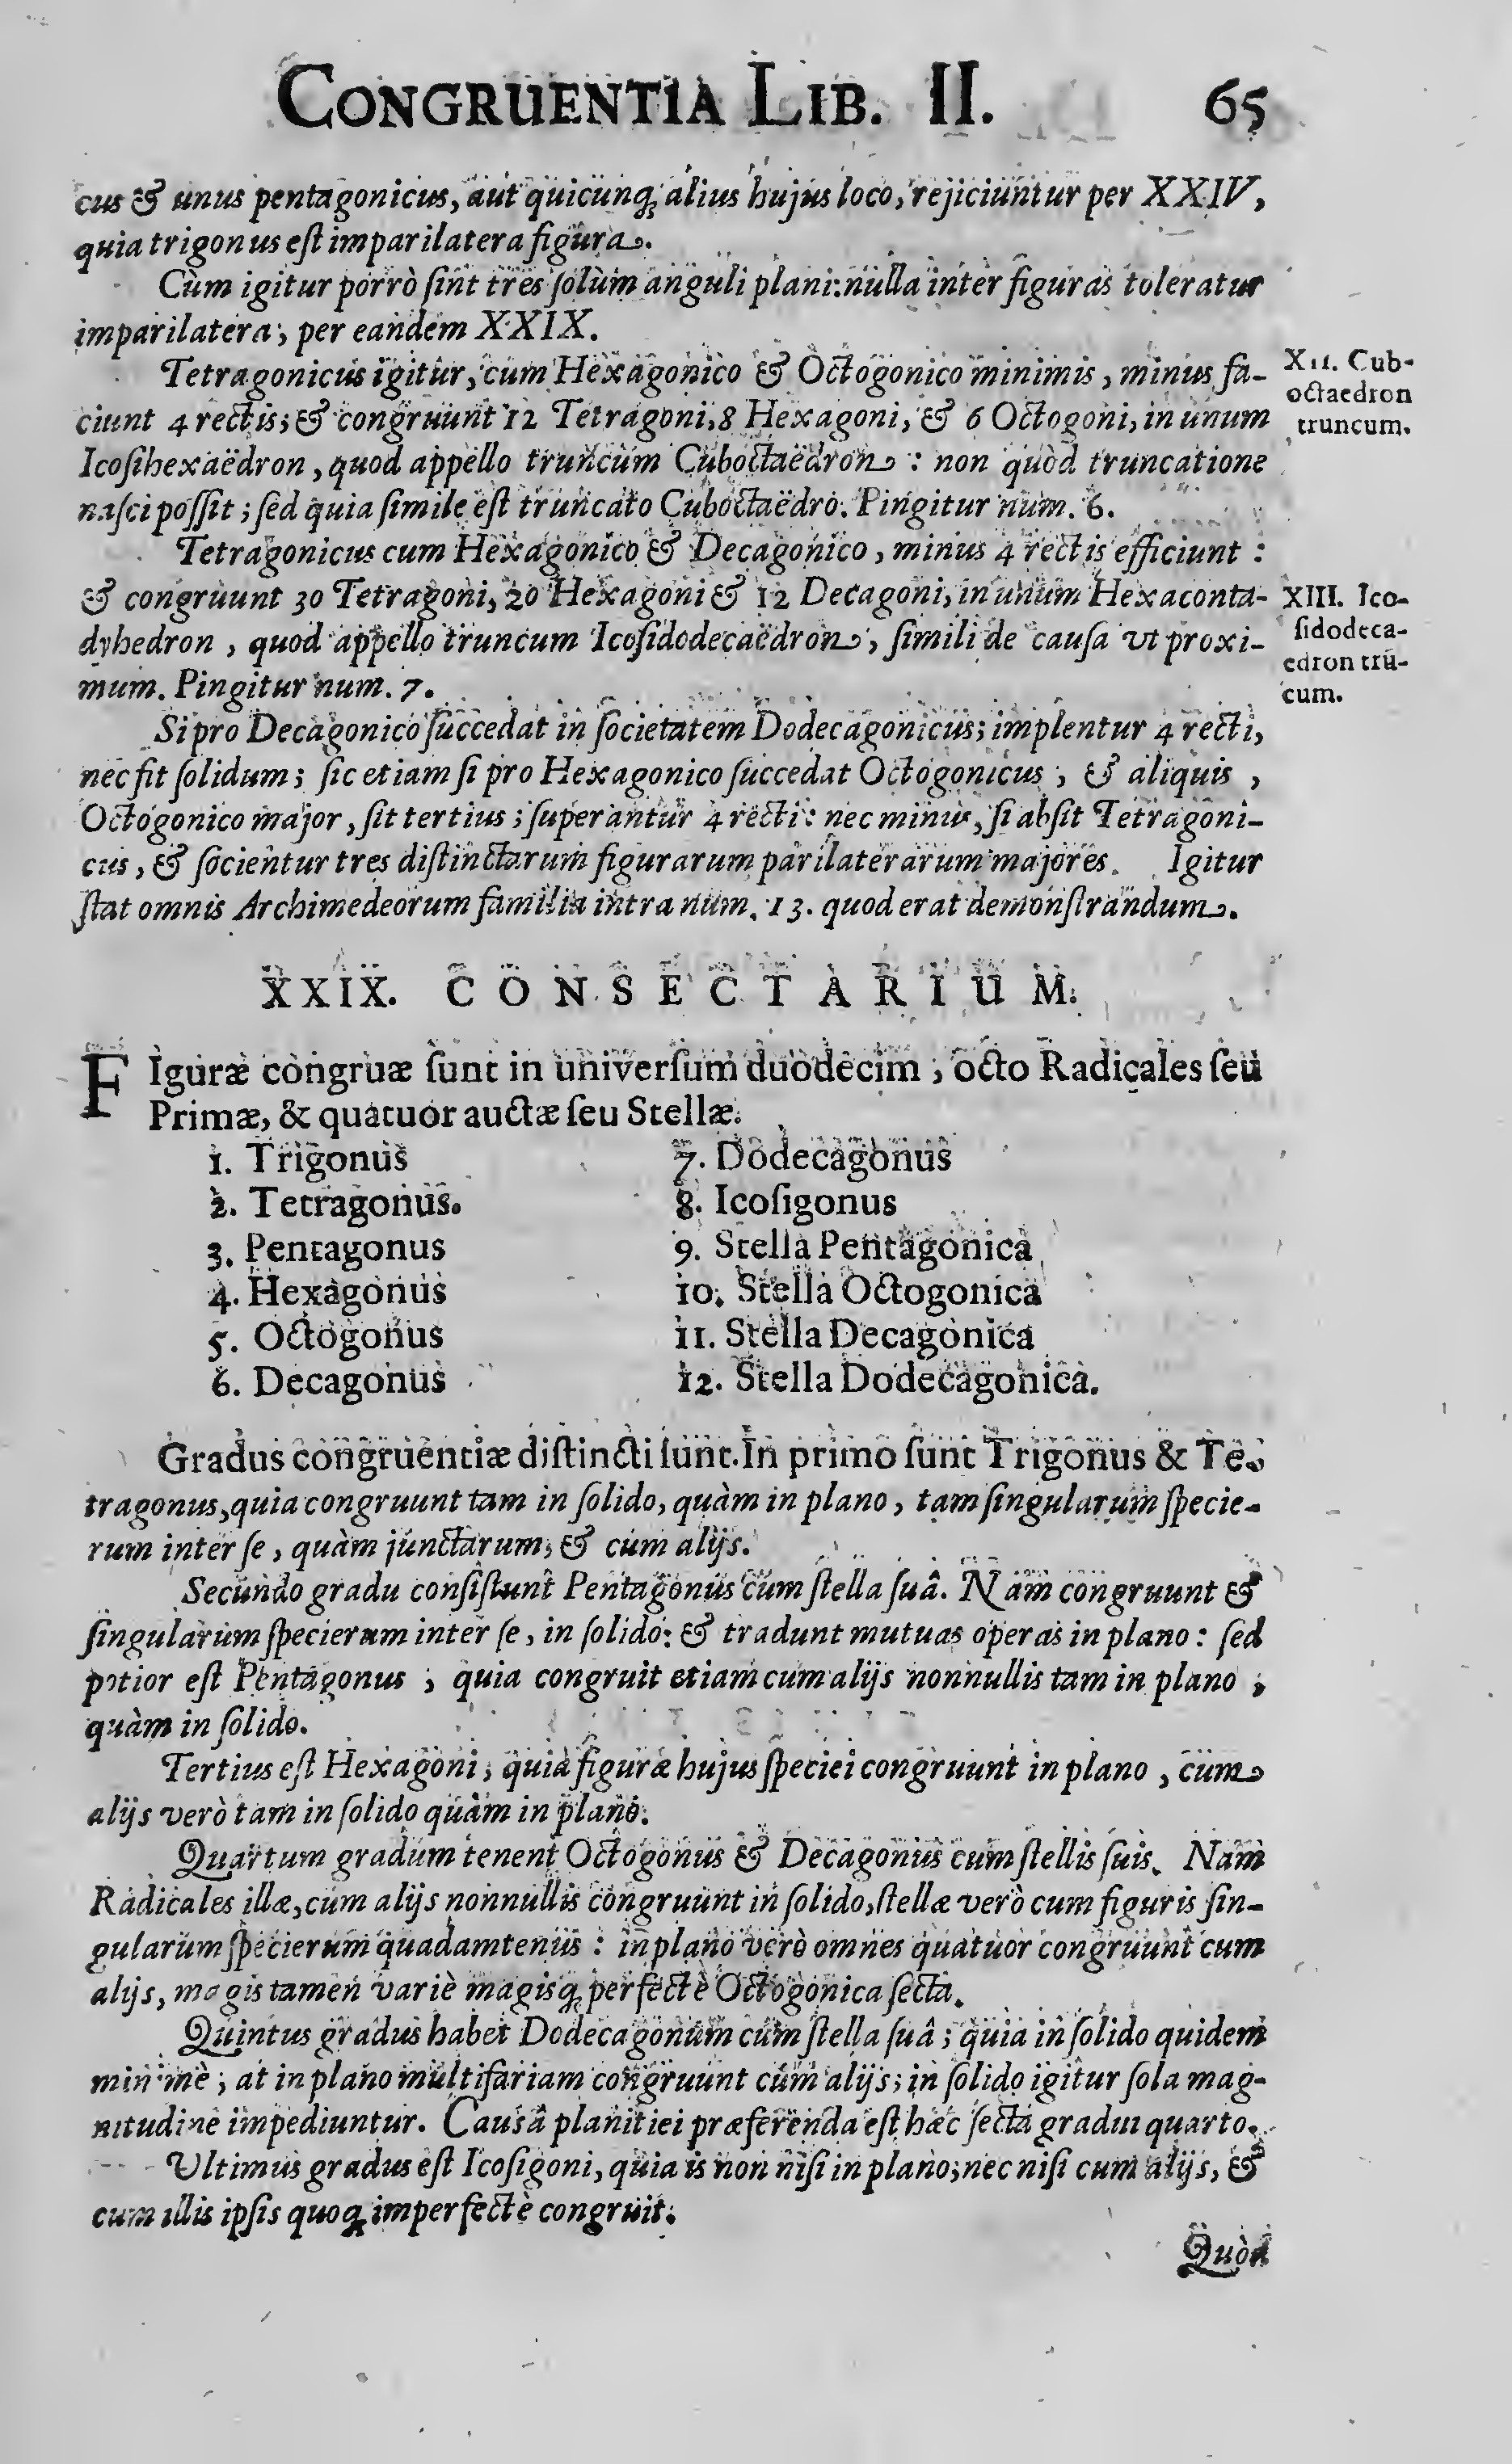 CONGRUENTIA LIB. II. 65
cus & unus pentagonicus, aut quicunq; alius hujus loco, rejiciuntur per XXIV,
quia trigonus eſt imparilatera figura.
Cùm igitur porrò ſint tres ſolùm anguli plani: nulla inter figuras toleratur
imparilatera, per eandem XXIX.
Tetragonicus igitur, cum Hexagonico & Octogonico minimis, minus fa-
ciunt 4 rectis; & congruunt 12 Tetragoni, 8 Hexagoni, & 6 Octogoni, in unum
Icoſihexaëdron, quod appello truncum Cuboctaëdron: non quòd truncatione
naſci poſſit; ſed quia ſimile eſt truncato Cuboctaëdro. Pingitur num. 6.
XII. Cub-
octaedron
truncum.
Tetragonicus cum Hexagonico & Decagonico, minus 4 rectis efficiunt:
& congruunt 30 Tetragoni, 20 Hexagoni & 12 Decagoni, in unum Hexaconta-
dyhedron, quod appello truncum Icoſidodecaëdron, ſimili de cauſa ut proxi-
mum. Pingitur num. 7.
XIII. Ico-
ſidodeca-
edron trũ-
cum.
Si pro Decagonico ſuccedat in ſocietatem Dodecagonicus; implentur 4 recti,
nec fit ſolidum; ſic etiam ſi pro Hexagonico ſuccedat Octogonicus, & aliquis,
Octogonico major, ſit tertius; ſuperantur 4 recti: nec minus, ſi abſit Tetragoni-
cus, & ſocientur tres diſtinctarum figurarum parilaterarum majores. Igitur
ſtat omnis Archimedeorum familia intra num. 13. quod erat demonſtrandum.
XXIX. CONSECTARIUM.
FIguræ congruæ ſunt in univerſum duodecim; octo Radicales ſeu
Primæ, & quatuor auctæ ſeu Stellæ.
1. Trigonus
2. Tetragonus.
3. Pentagonus
4. Hexagonus
5. Octogonus
6. Decagonus
7. Dodecagonus
8. Icoſigonus
9. Stella Pentagonica
10. Stella Octogonica
11. Stella Decagonica
12. Stella Dodecagonica.
Gradus congruentiæ diſtincti ſunt. In primo ſunt Trigonus & Te-
tragonus, quia congruunt tam in ſolido, quàm in plano, tam ſingularum ſpecie-
rum inter ſe, quàm junctarum, & cum alijs.
Secundo gradu conſiſtunt Pentagonus cum ſtella ſuâ. Nam congruunt &
ſingularum ſpecierum inter ſe, in ſolido: & tradunt mutuas operas in plano: ſed
potior eſt Pentagonus, quia congruit etiam cum alijs nonnullis tam in plano,
quàm in ſolido.
Tertius eſt Hexagoni, quia figuræ hujus ſpeciei congruunt in plano, cum
alijs verò tam in ſolido quàm in plano.
Quartum gradum tenent Octogonus & Decagonus cum ſtellis ſuis. Nam
Radicales illæ, cum alijs nonnullis congruunt in ſolido, ſtellæ verò cum figuris ſin-
gularum ſpecierum quadamtenus: in plano verò omnes quatuor congruunt cum
alijs, magis tamen variè magisq; perfectè Octogonica ſecta.
Quintus gradus habet Dodecagonum cum ſtella ſuâ; quia in ſolido quidem
minimè, at in plano multifariam congruunt cum alijs; in ſolido igitur ſola mag-
nitudine impediuntur. Causâ planitiei præferenda eſt hæc ſecta gradui quarto.
Ultimus gradus eſt Icoſigoni, quia is non niſi in plano, nec niſi cum alijs, &
cum illis ipſis quoq; imperfectè congruit.
Quòd